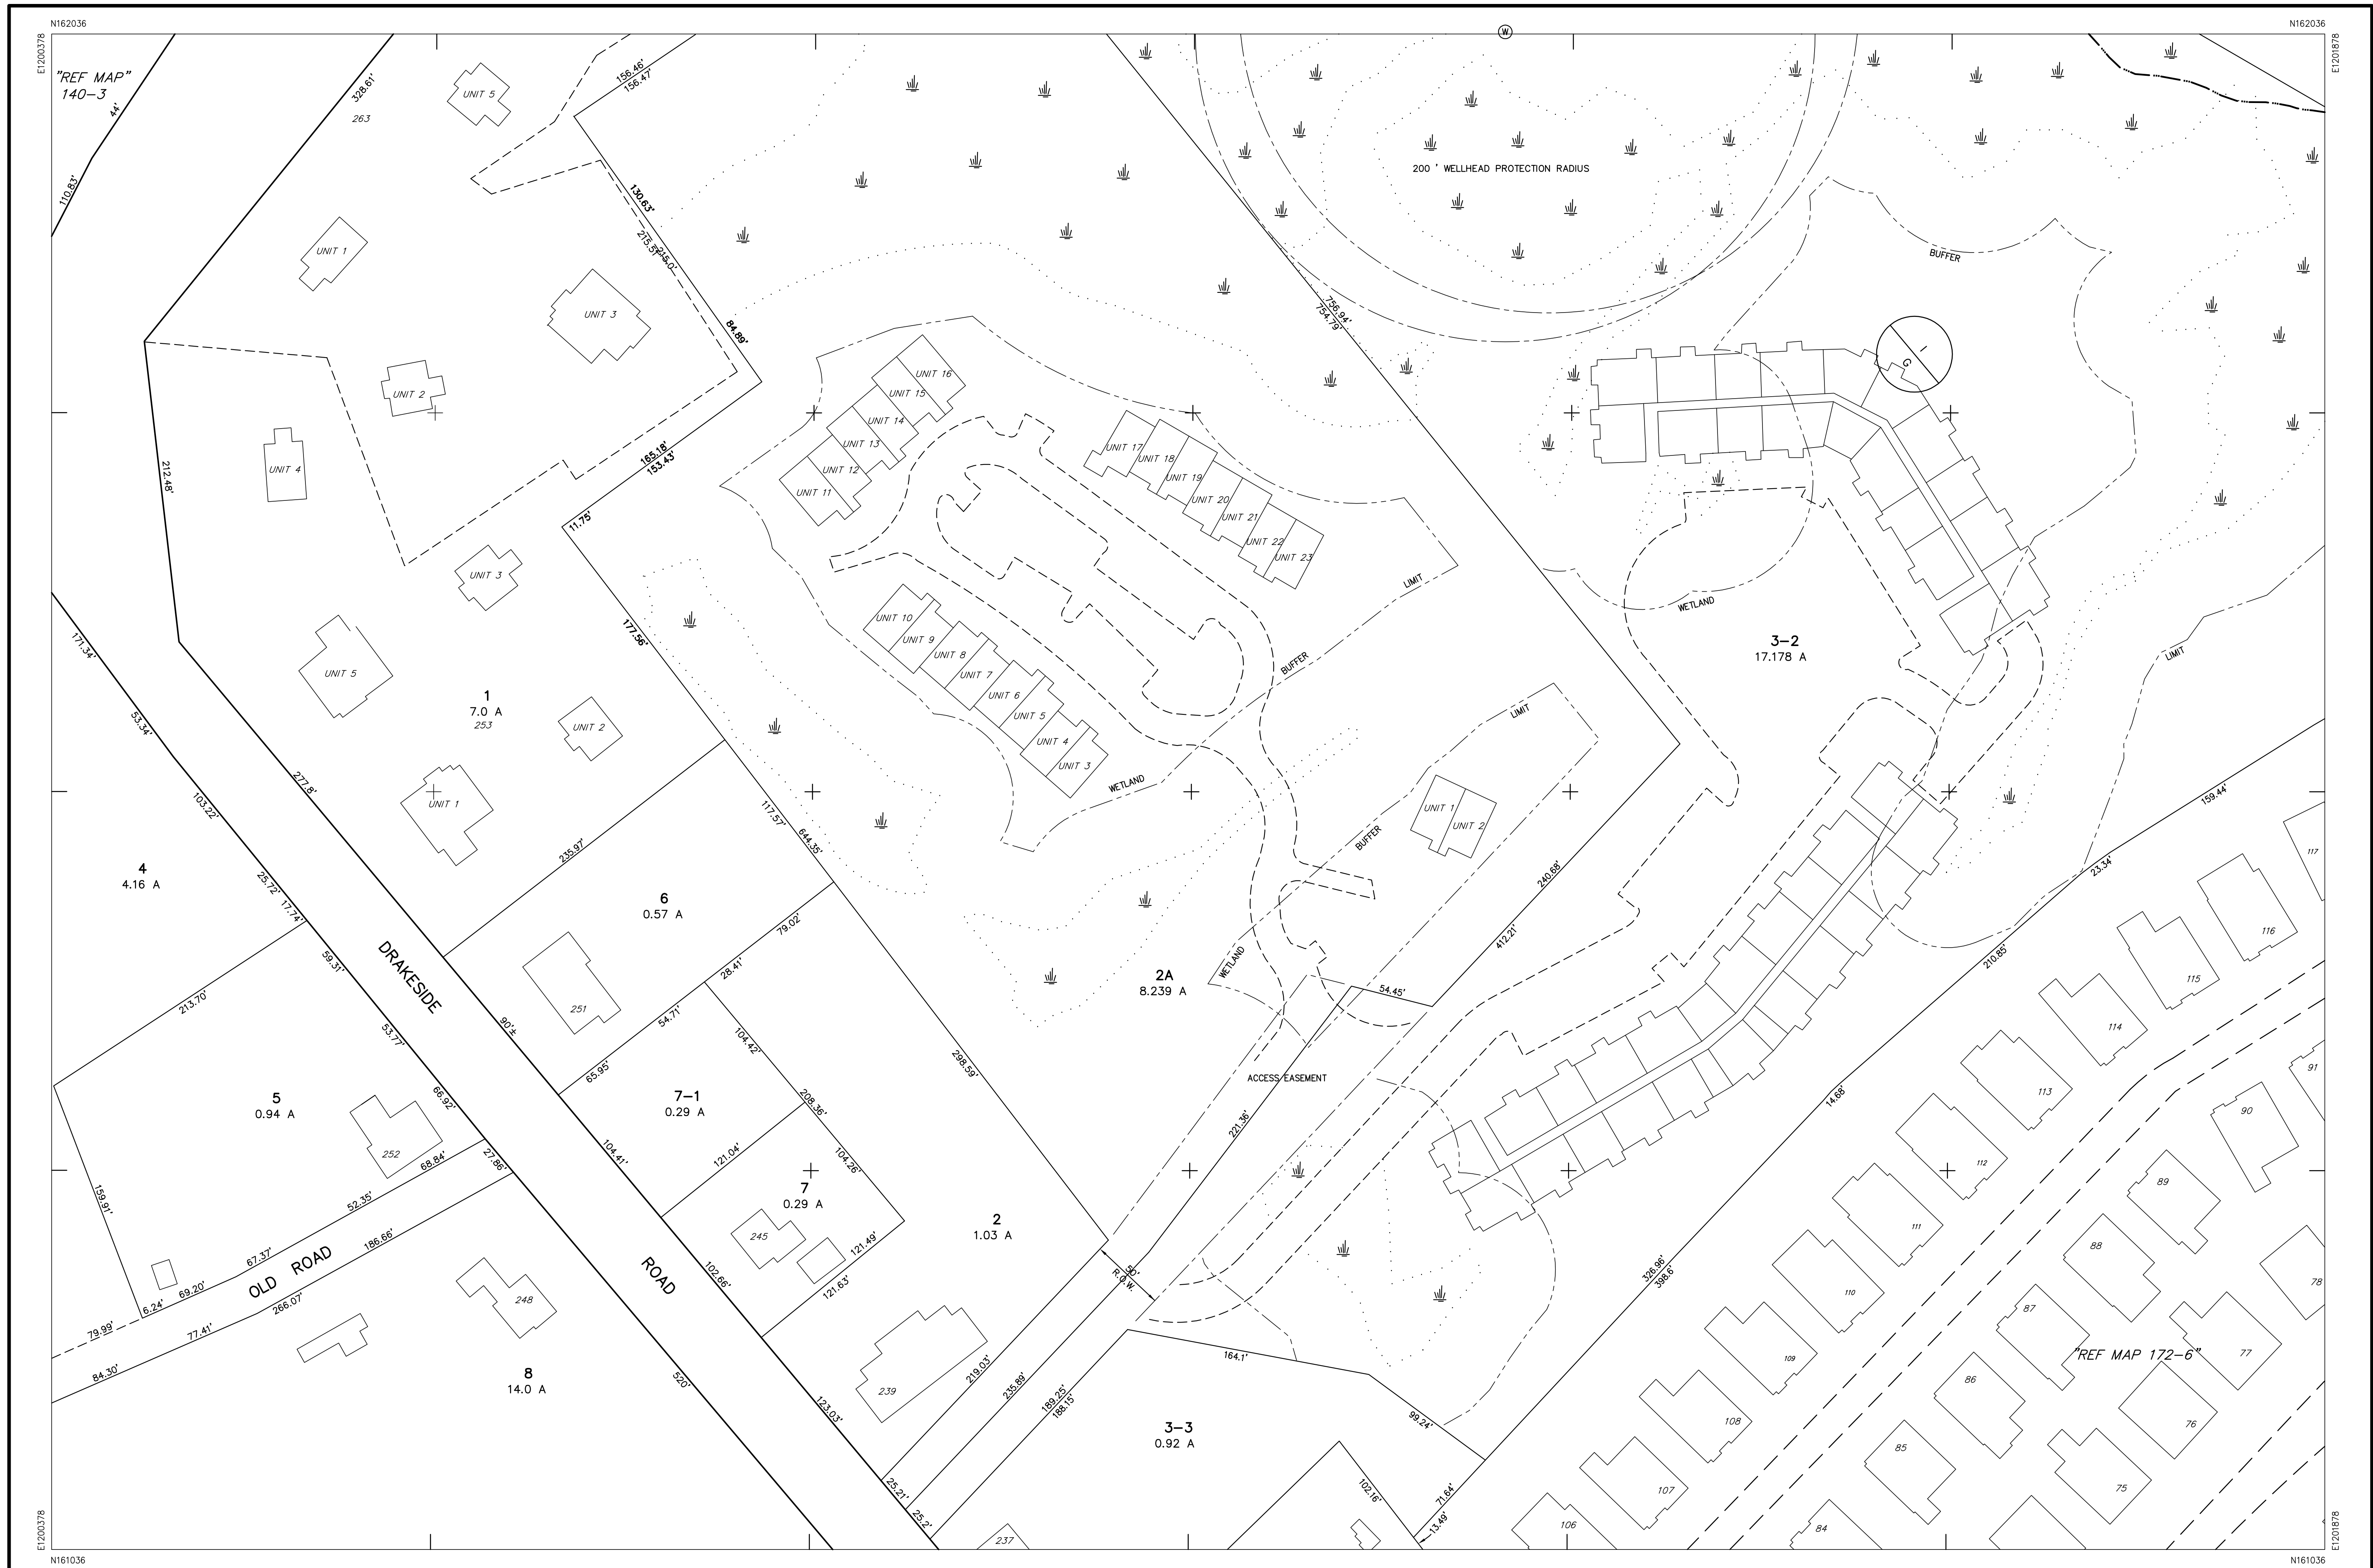 N162036
N162036
E1200378
E1201878
W
"REF MAP"
140-3
44'
110.83'
328.61'
UNIT 5
263
156.46'
156.47'
130.63'
215.51'
215.0'
84.89'
UNIT 1
UNIT 3
UNIT 2
UNIT 4
212.48'
165.18'
153.43'
11.75'
UNIT 3
UNIT 5
1
7.0 A
253
UNIT 2
UNIT 1
177.56'
117.57'
644.35'
235.97'
277.8'
171.34'
53.34'
103.22'
25.72'
17.74'
59.31'
53.77'
66.92'
27.86'
4
4.16 A
213.70'
5
0.94 A
252
159.91'
68.84'
52.35'
67.37'
69.20'
6.24'
79.99'
OLD ROAD
186.66'
266.07'
77.41'
84.30'
248
8
14.0 A
DRAKESIDE
ROAD
90'±
104.41'
102.66'
123.03'
520'
25.21'
25.2'
6
0.57 A
251
79.02'
28.41'
54.71'
65.95'
7-1
0.29 A
104.42'
208.36'
104.26'
121.04'
7
0.29 A
245
121.49'
121.63'
2
1.03 A
239
219.03'
235.89'
189.25'
188.15'
298.59'
2A
8.239 A
UNIT 16
UNIT 15
UNIT 14
UNIT 13
UNIT 12
UNIT 11
UNIT 17
UNIT 18
UNIT 19
UNIT 20
UNIT 21
UNIT 22
UNIT 23
UNIT 10
UNIT 9
UNIT 8
UNIT 7
UNIT 6
UNIT 5
UNIT 4
UNIT 3
UNIT 1
UNIT 2
WETLAND
BUFFER
LIMIT
WETLAND
BUFFER
LIMIT
200 ' WELLHEAD PROTECTION RADIUS
756.94'
754.79'
BUFFER
WETLAND
LIMIT
I
G
3-2
17.178 A
240.68'
412.21'
54.45'
ACCESS EASEMENT
221.36'
50'
R.O.W.
164.1'
99.24'
3-3
0.92 A
102.16'
71.64'
13.49'
237
159.44'
23.34'
210.85'
14.68'
326.96'
398.6'
117
116
115
114
113
112
111
110
109
108
107
106
91
90
89
88
87
86
85
84
78
77
76
75
"REF MAP 172-6"
E1200378
E1201878
N161036
N161036